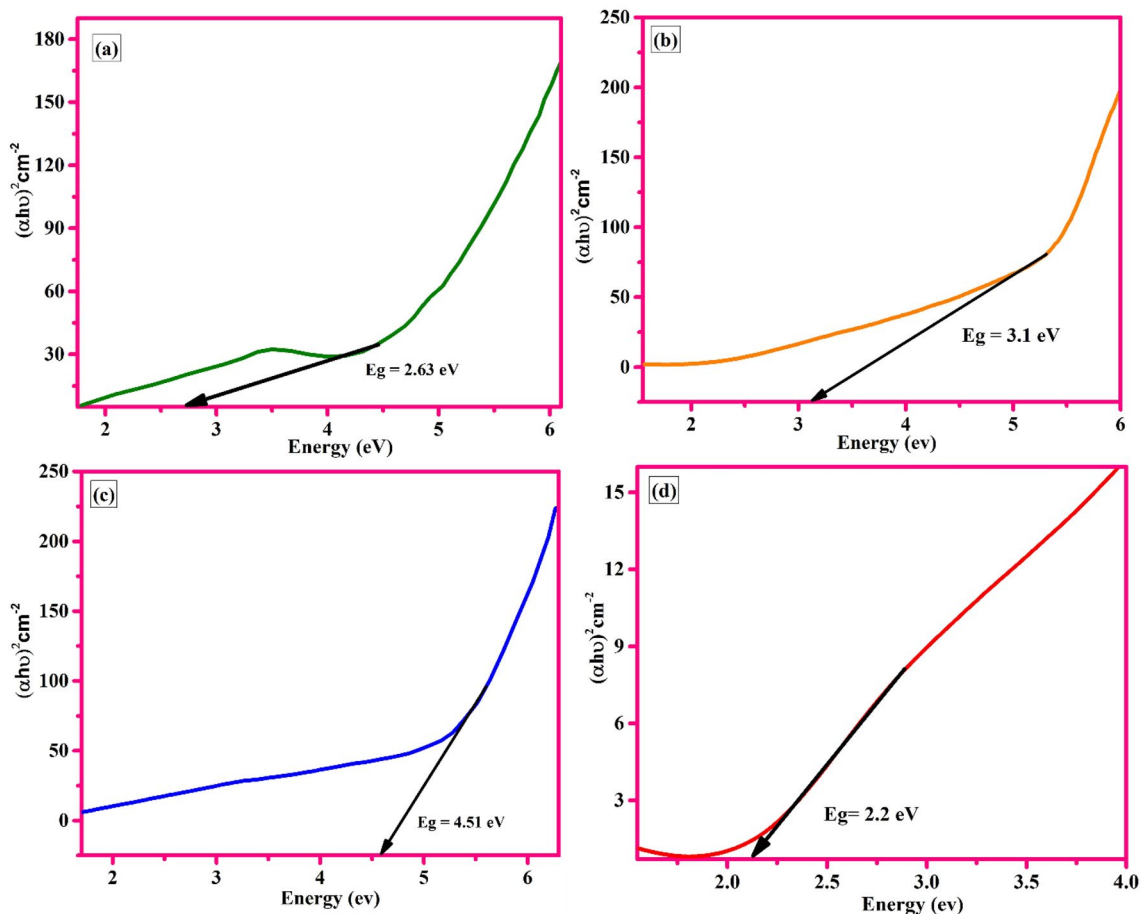 (a)
180
150
120
90
60
30
(αhυ)²cm⁻²
Eg = 2.63 eV
2 3 4 5 6
Energy (eV)
(b)
250
200
150
100
50
0
(αhυ)²cm⁻²
Eg = 3.1 eV
2 3 4 5 6
Energy (ev)
(c)
250
200
150
100
50
0
(αhυ)²cm⁻²
Eg = 4.51 eV
2 3 4 5 6
Energy (ev)
(d)
15
12
9
6
3
(αhυ)²cm⁻²
Eg= 2.2 eV
2.0 2.5 3.0 3.5 4.0
Energy (ev)